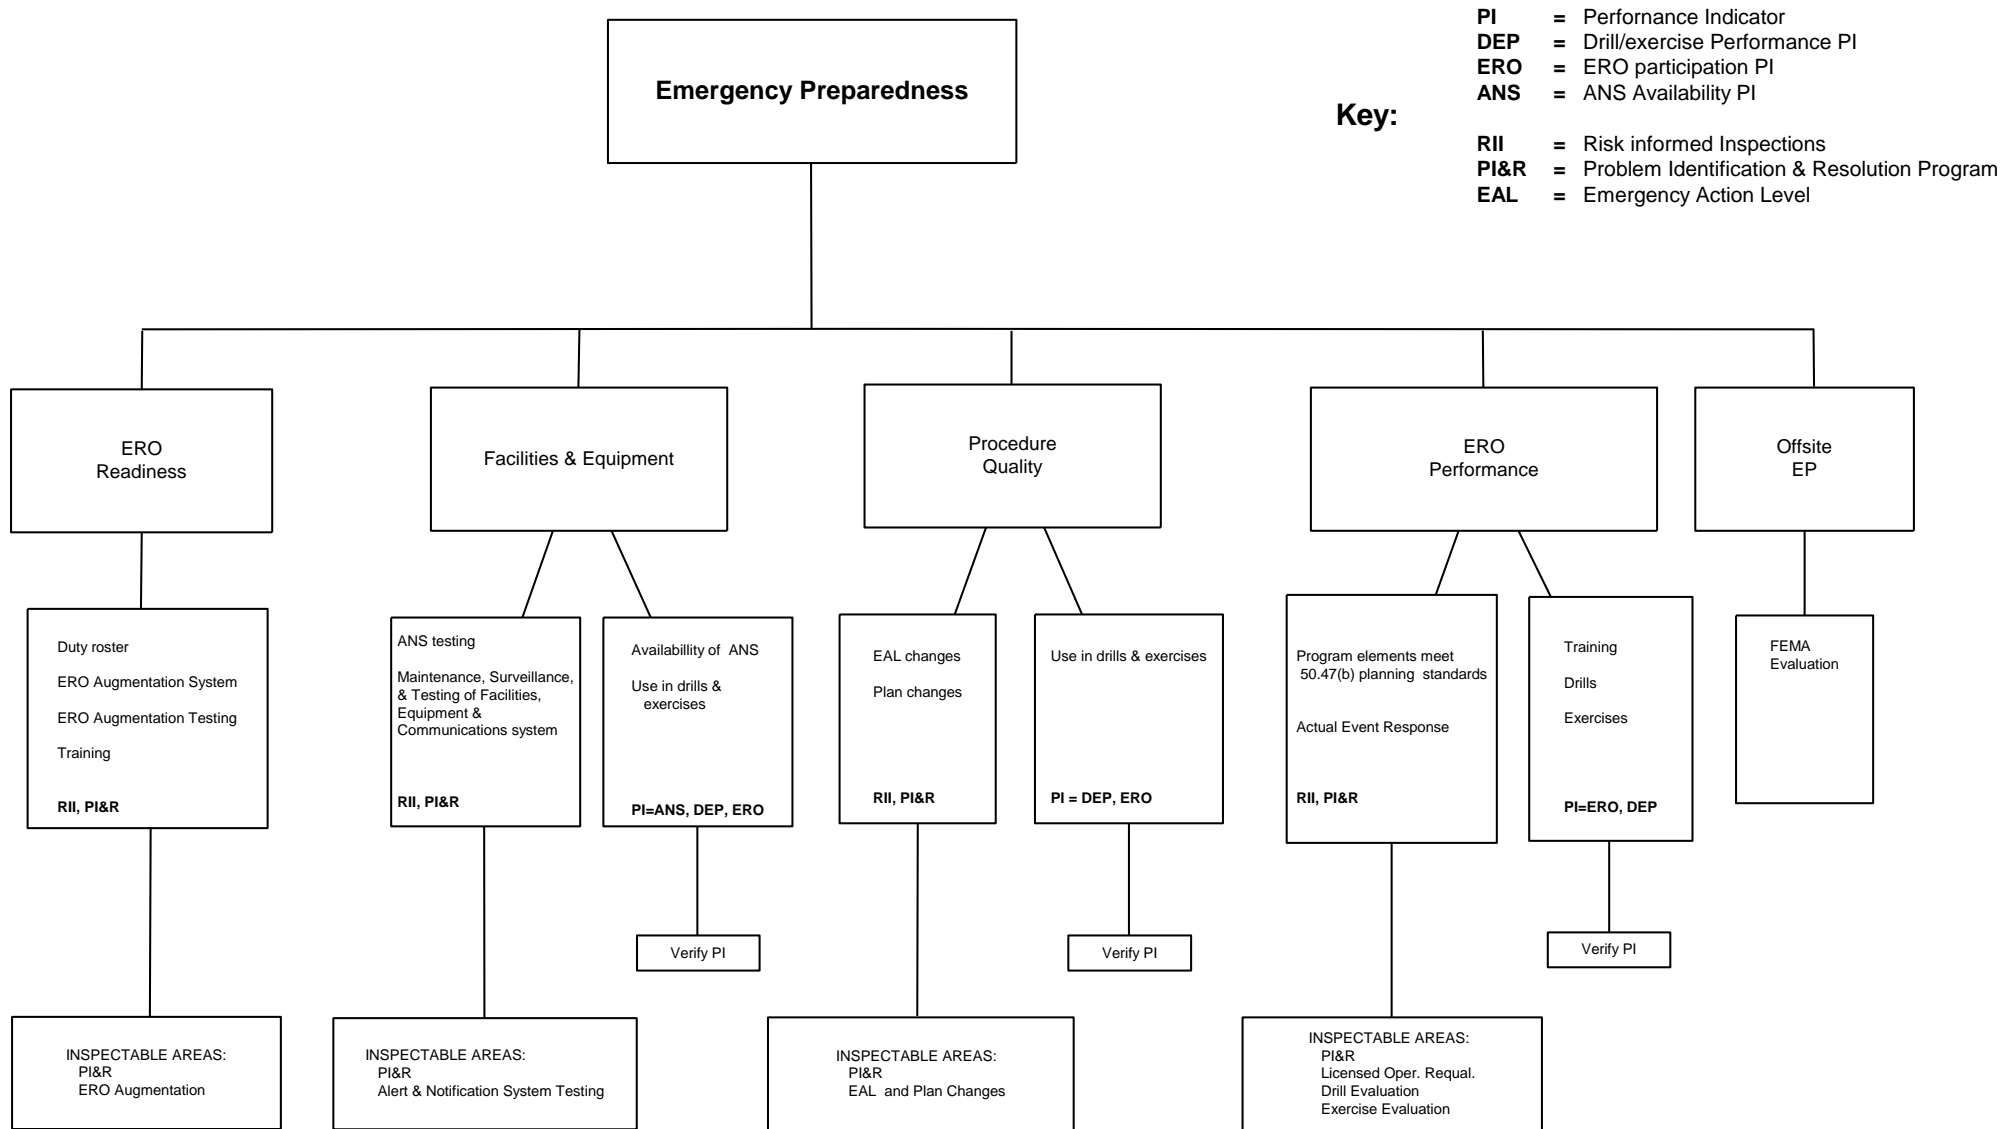 Emergency Preparedness
Key:
PI = Perfornance Indicator
DEP = Drill/exercise Performance PI
ERO = ERO participation PI
ANS = ANS Availability PI
RII = Risk informed Inspections
PI&R = Problem Identification & Resolution Program
EAL = Emergency Action Level
ERO
Readiness
Facilities & Equipment
Procedure
Quality
ERO
Performance
Offsite
EP
Duty roster
ERO Augmentation System
ERO Augmentation Testing
Training
RII, PI&R
ANS testing
Maintenance, Surveillance,
& Testing of Facilities,
Equipment &
Communications system
RII, PI&R
Availabillity of ANS
Use in drills &
exercises
PI=ANS, DEP, ERO
EAL changes
Plan changes
RII, PI&R
Use in drills & exercises
PI = DEP, ERO
Program elements meet
50.47(b) planning standards
Actual Event Response
RII, PI&R
Training
Drills
Exercises
PI=ERO, DEP
FEMA
Evaluation
Verify PI
Verify PI
Verify PI
INSPECTABLE AREAS:
PI&R
ERO Augmentation
INSPECTABLE AREAS:
PI&R
Alert & Notification System Testing
INSPECTABLE AREAS:
PI&R
EAL and Plan Changes
INSPECTABLE AREAS:
PI&R
Licensed Oper. Requal.
Drill Evaluation
Exercise Evaluation